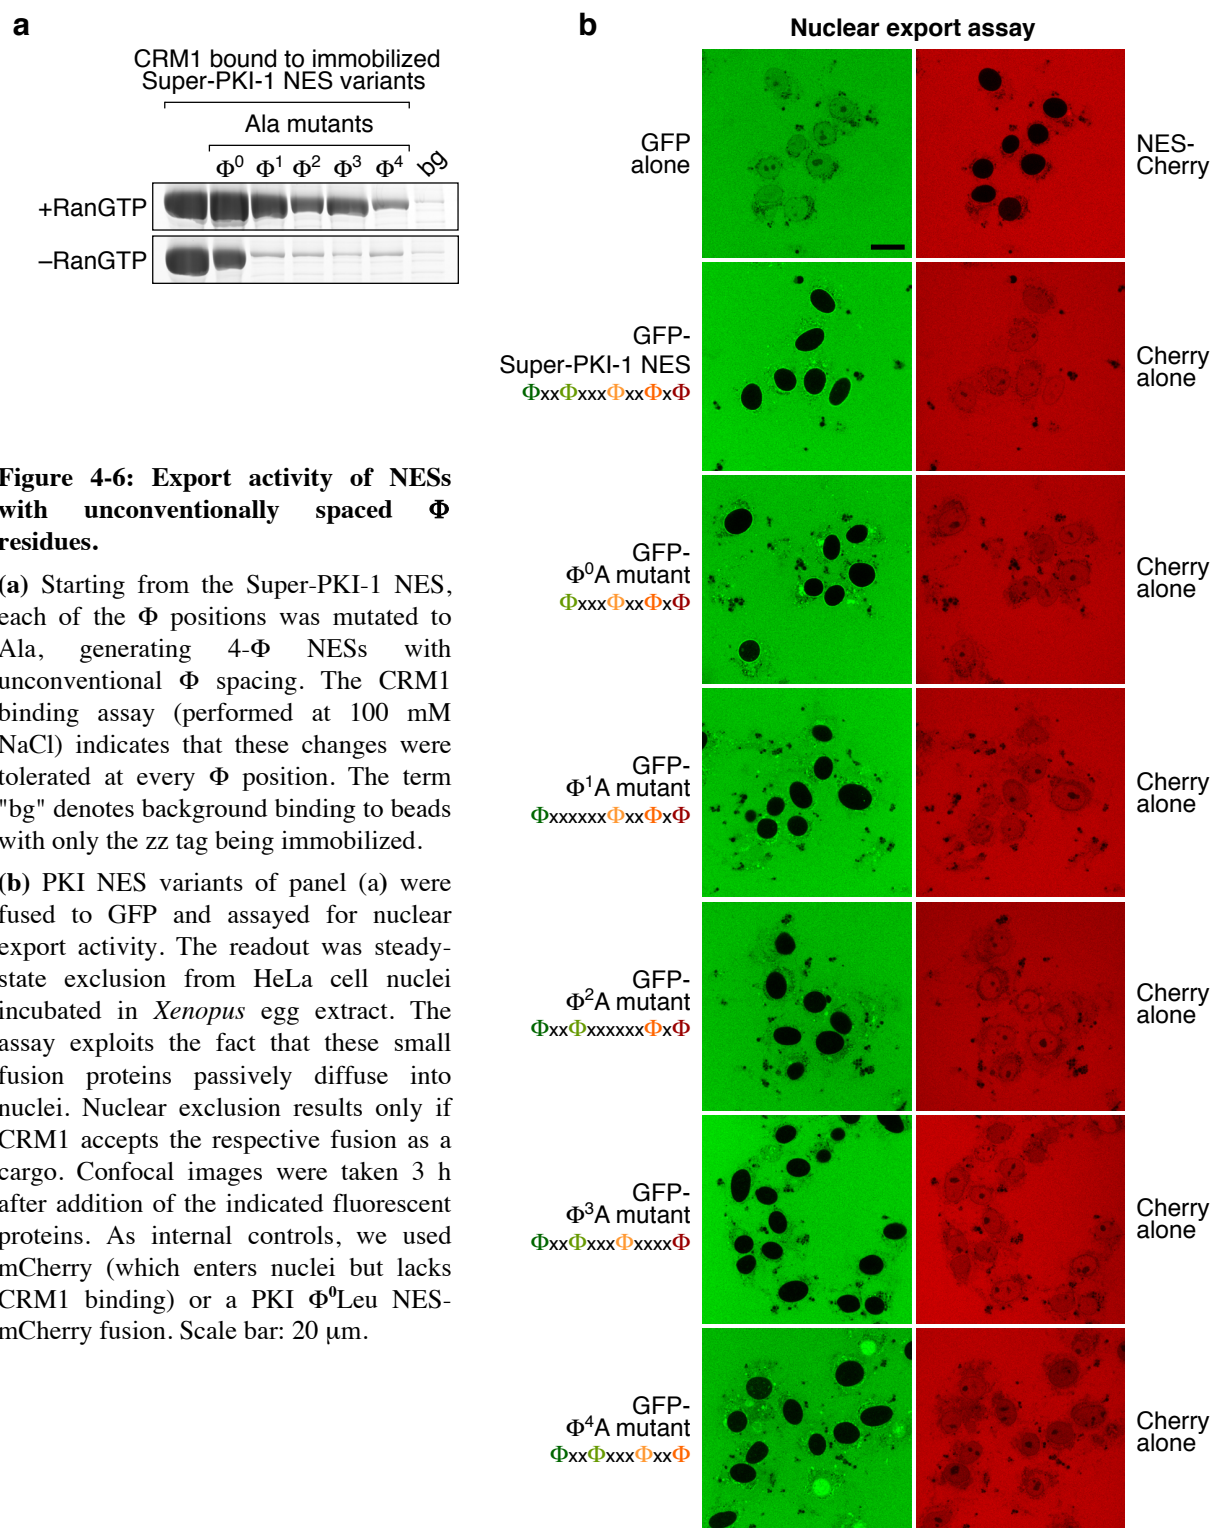 a
CRM1 bound to immobilized
Super-PKI-1 NES variants
Ala mutants
Φ⁰ Φ¹ Φ² Φ³ Φ⁴ bg
+RanGTP
–RanGTP
Figure 4-6: Export activity of NESs
with unconventionally spaced Φ
residues.
(a) Starting from the Super-PKI-1 NES,
each of the Φ positions was mutated to
Ala, generating 4-Φ NESs with
unconventional Φ spacing. The CRM1
binding assay (performed at 100 mM
NaCl) indicates that these changes were
tolerated at every Φ position. The term
"bg" denotes background binding to beads
with only the zz tag being immobilized.
(b) PKI NES variants of panel (a) were
fused to GFP and assayed for nuclear
export activity. The readout was steady-
state exclusion from HeLa cell nuclei
incubated in Xenopus egg extract. The
assay exploits the fact that these small
fusion proteins passively diffuse into
nuclei. Nuclear exclusion results only if
CRM1 accepts the respective fusion as a
cargo. Confocal images were taken 3 h
after addition of the indicated fluorescent
proteins. As internal controls, we used
mCherry (which enters nuclei but lacks
CRM1 binding) or a PKI Φ⁰Leu NES-
mCherry fusion. Scale bar: 20 µm.
b
Nuclear export assay
GFP
alone
NES-
Cherry
GFP-
Super-PKI-1 NES
ΦxxΦxxxΦxxΦxΦ
Cherry
alone
GFP-
Φ⁰A mutant
ΦxxxΦxxΦxΦ
Cherry
alone
GFP-
Φ¹A mutant
ΦxxxxxxΦxxΦxΦ
Cherry
alone
GFP-
Φ²A mutant
ΦxxΦxxxxxxΦxΦ
Cherry
alone
GFP-
Φ³A mutant
ΦxxΦxxxΦxxxxΦ
Cherry
alone
GFP-
Φ⁴A mutant
ΦxxΦxxxΦxxΦ
Cherry
alone